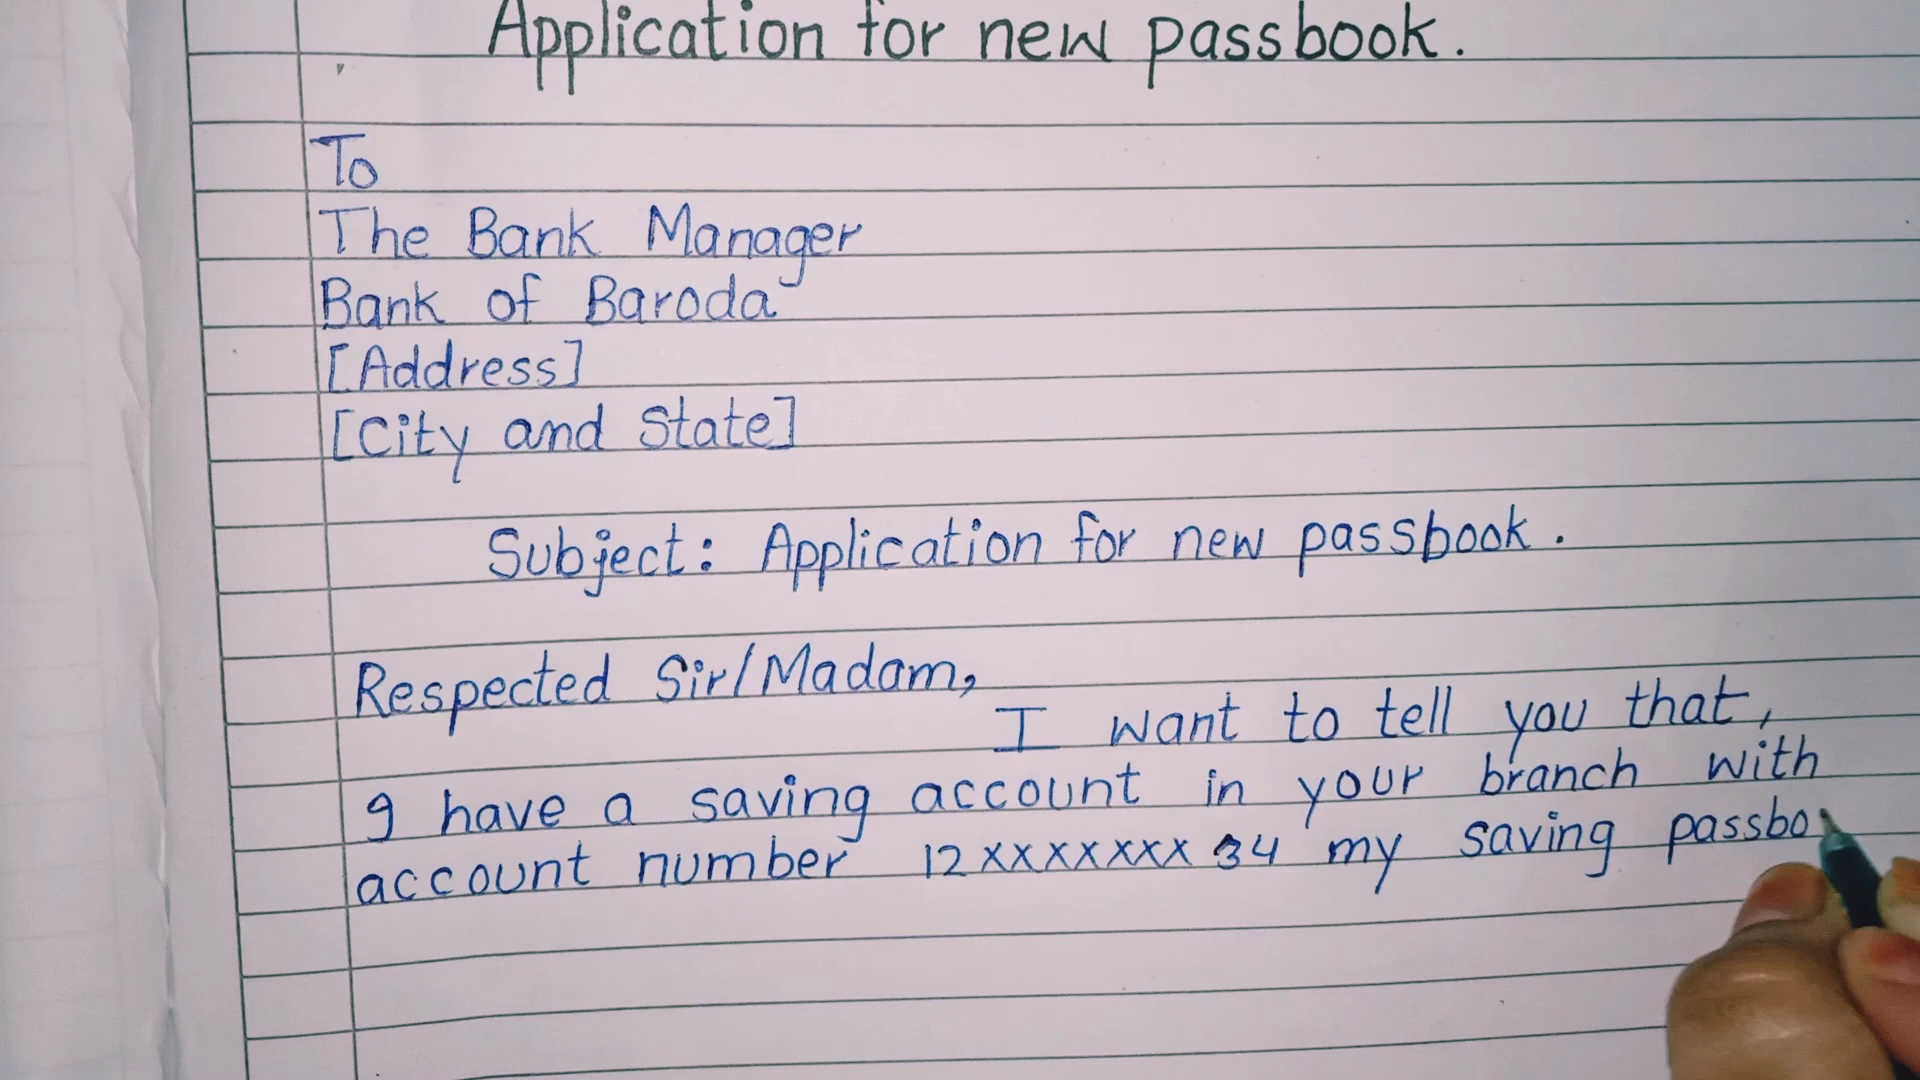 Application for new passbook.
To
The Bank Manager
Bank of Baroda
[Address]
[City and State]
Subject: Application for new passbook.
Respected Sir/Madam,
I want to tell you that,
I have a saving account in your branch with
account number 12XXXXXXX34 my saving passbo